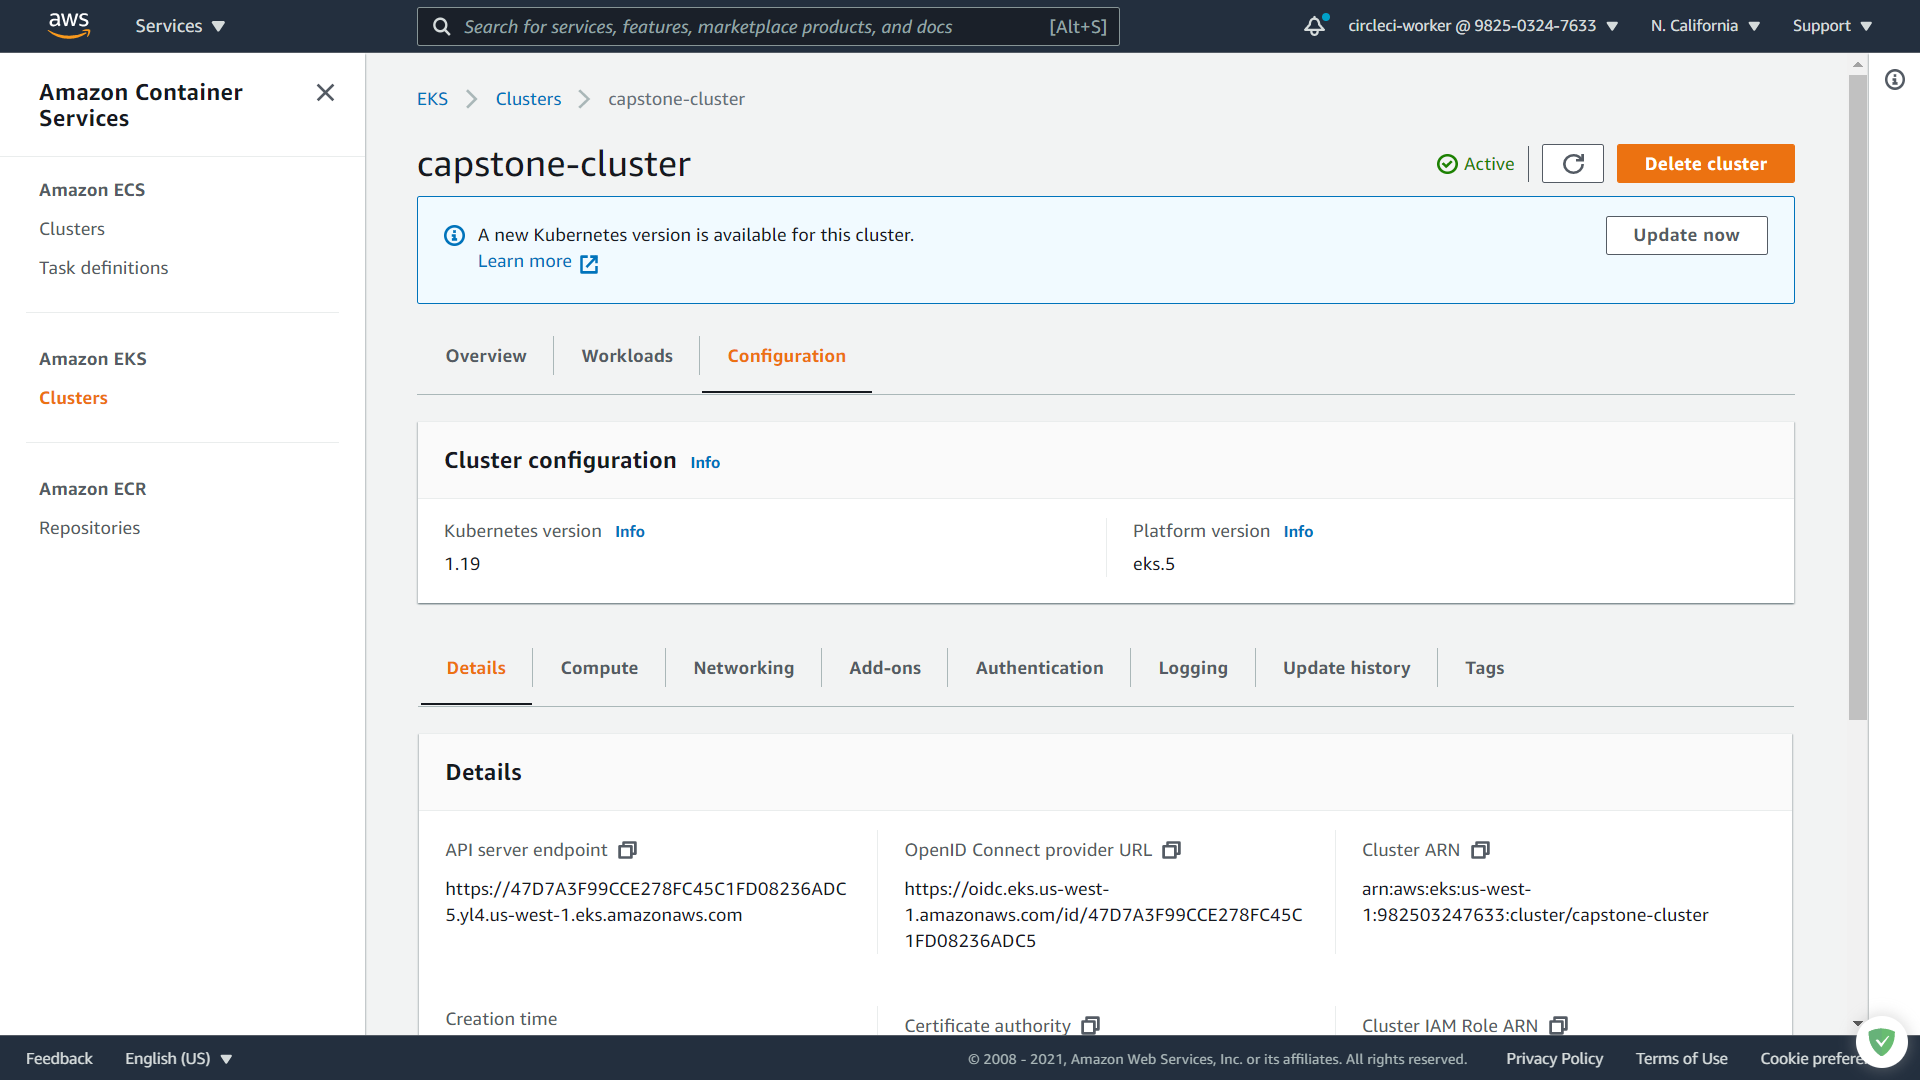 aws
Services
Search for services, features, marketplace products, and docs
[Alt+S]
circleci-worker @ 9825-0324-7633
N. California
Support
Amazon Container
Services
Amazon ECS
Clusters
Task definitions
Amazon EKS
Clusters
Amazon ECR
Repositories
EKS
Clusters
capstone-cluster
capstone-cluster
Active
Delete cluster
A new Kubernetes version is available for this cluster.
Learn more
Update now
Overview
Workloads
Configuration
Cluster configuration Info
Kubernetes version Info
1.19
Platform version Info
eks.5
Details
Compute
Networking
Add-ons
Authentication
Logging
Update history
Tags
Details
API server endpoint
https://47D7A3F99CCE278FC45C1FD08236ADC
5.yl4.us-west-1.eks.amazonaws.com
OpenID Connect provider URL
https://oidc.eks.us-west-
1.amazonaws.com/id/47D7A3F99CCE278FC45C
1FD08236ADC5
Cluster ARN
arn:aws:eks:us-west-
1:982503247633:cluster/capstone-cluster
Creation time
Certificate authority
Cluster IAM Role ARN
Feedback
English (US)
© 2008 - 2021, Amazon Web Services, Inc. or its affiliates. All rights reserved.
Privacy Policy
Terms of Use
Cookie